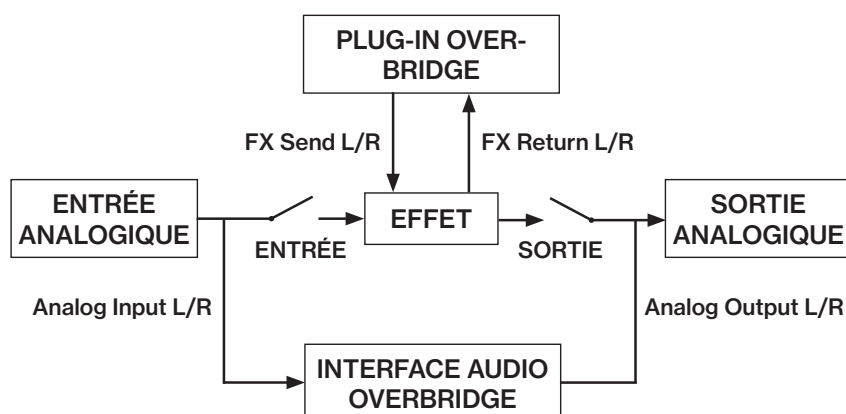 PLUG-IN OVER-
BRIDGE
FX Send L/R
FX Return L/R
ENTRÉE
ANALOGIQUE
ENTRÉE
EFFET
SORTIE
SORTIE
ANALOGIQUE
Analog Input L/R
Analog Output L/R
INTERFACE AUDIO
OVERBRIDGE